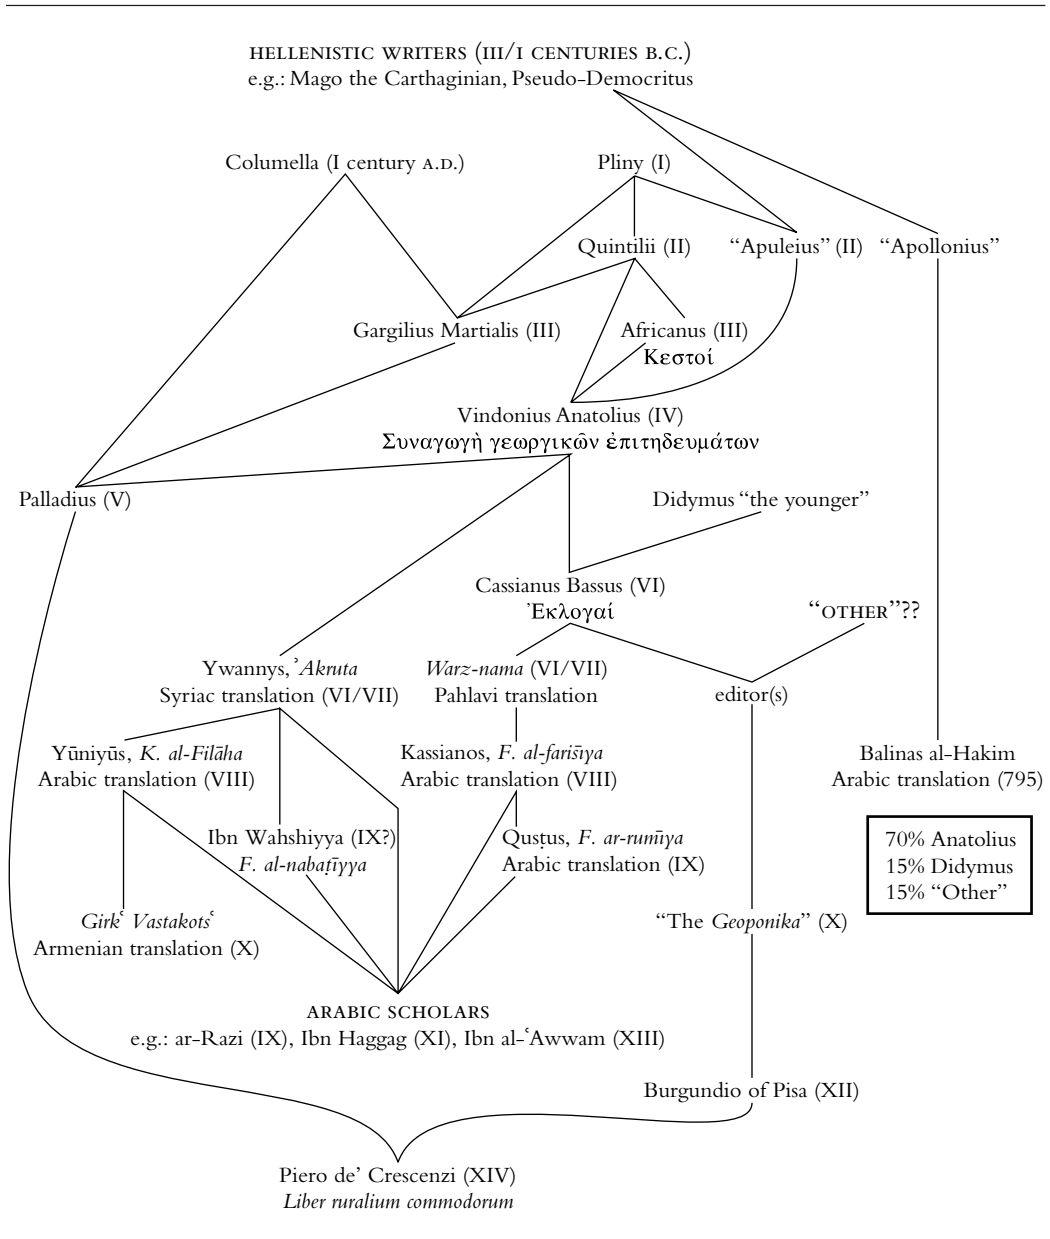 HELLENISTIC WRITERS (III/I CENTURIES B.C.)
e.g.: Mago the Carthaginian, Pseudo-Democritus
Columella (I century A.D.)
Pliny (I)
Quintilii (II)
“Apuleius” (II)
“Apollonius”
Gargilius Martialis (III)
Africanus (III)
Κεστοί
Vindonius Anatolius (IV)
Συναγωγὴ γεωργικῶν ἐπιτηδευμάτων
Palladius (V)
Didymus “the younger”
Cassianus Bassus (VI)
Ἐκλογαί
“OTHER”??
Ywannys, ʾAkruta
Syriac translation (VI/VII)
Warz-nama (VI/VII)
Pahlavi translation
editor(s)
Yūniyūs, K. al-Filāha
Arabic translation (VIII)
Kassianos, F. al-farisīya
Arabic translation (VIII)
Balinas al-Hakim
Arabic translation (795)
Ibn Wahshiyya (IX?)
F. al-nabaṭīyya
Qusṭus, F. ar-rumīya
Arabic translation (IX)
70% Anatolius
15% Didymus
15% “Other”
Girkʿ Vastakotsʿ
Armenian translation (X)
“The Geoponika” (X)
ARABIC SCHOLARS
e.g.: ar-Razi (IX), Ibn Haggag (XI), Ibn al-ʿAwwam (XIII)
Burgundio of Pisa (XII)
Piero de’ Crescenzi (XIV)
Liber ruralium commodorum